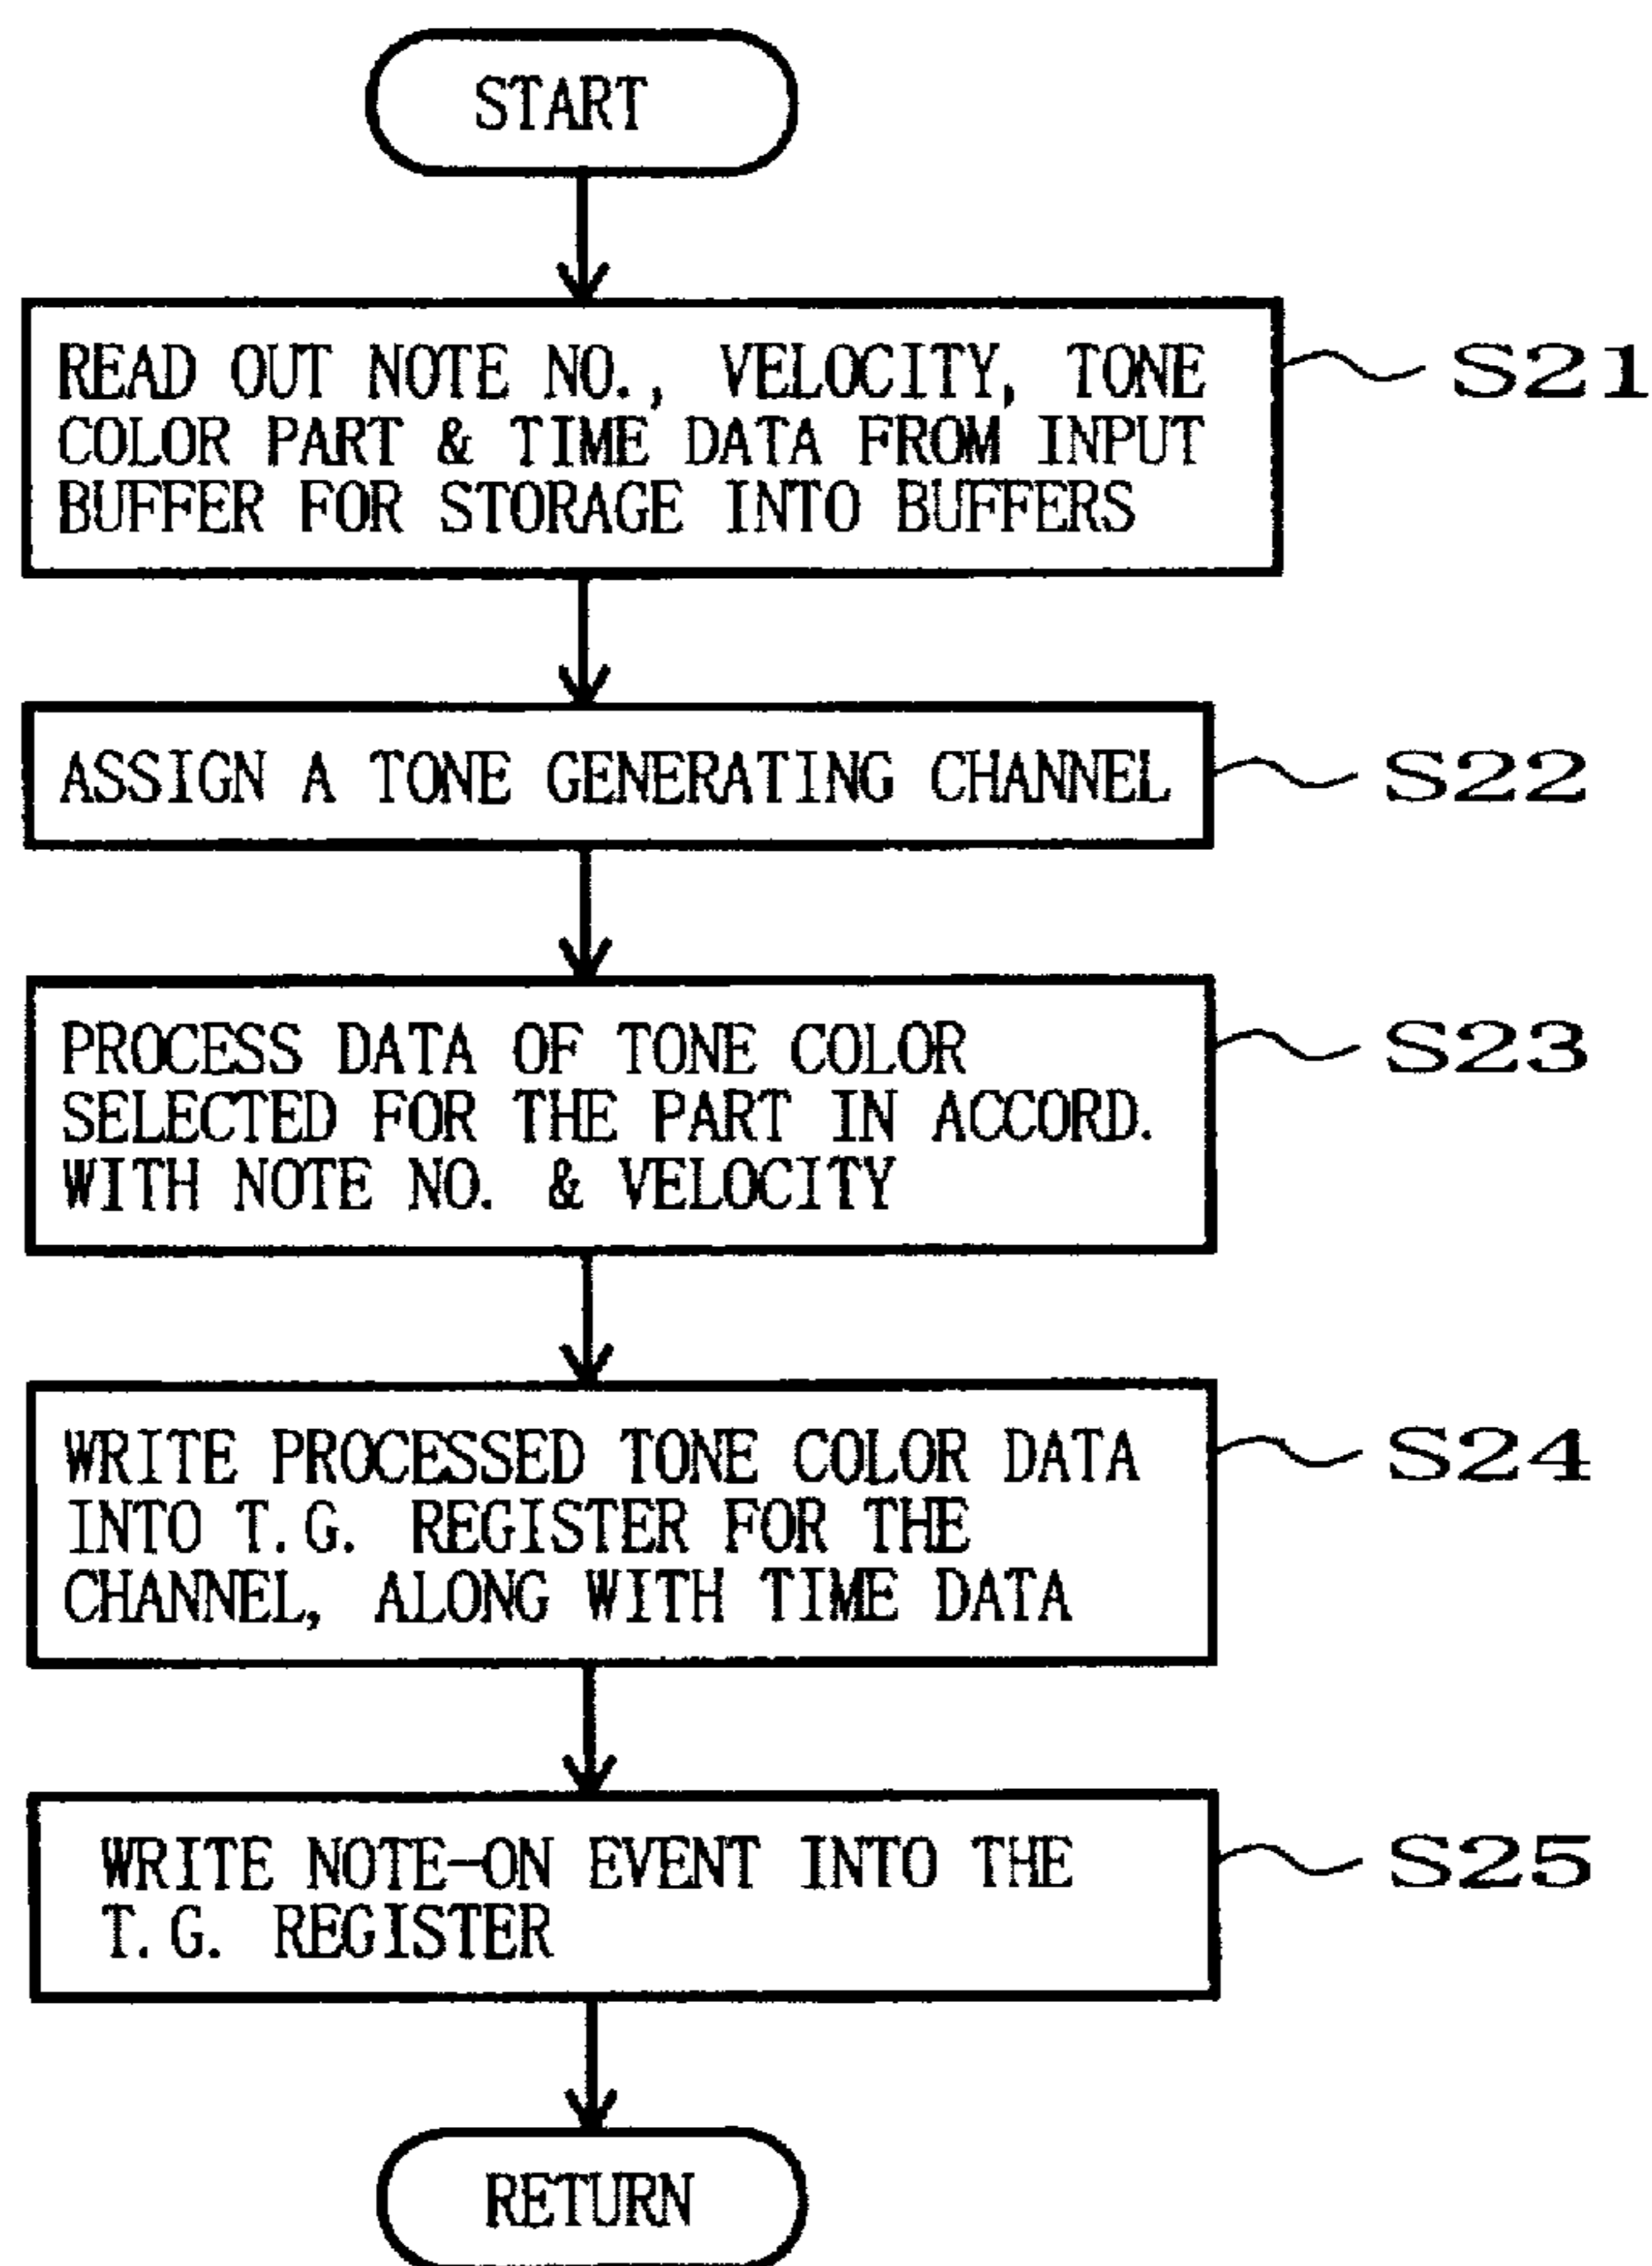 START
READ OUT NOTE NO., VELOCITY, TONE
COLOR PART & TIME DATA FROM INPUT
BUFFER FOR STORAGE INTO BUFFERS
S21
ASSIGN A TONE GENERATING CHANNEL
S22
PROCESS DATA OF TONE COLOR
SELECTED FOR THE PART IN ACCORD.
WITH NOTE NO. & VELOCITY
S23
WRITE PROCESSED TONE COLOR DATA
INTO T.G. REGISTER FOR THE
CHANNEL, ALONG WITH TIME DATA
S24
WRITE NOTE-ON EVENT INTO THE
T.G. REGISTER
S25
RETURN